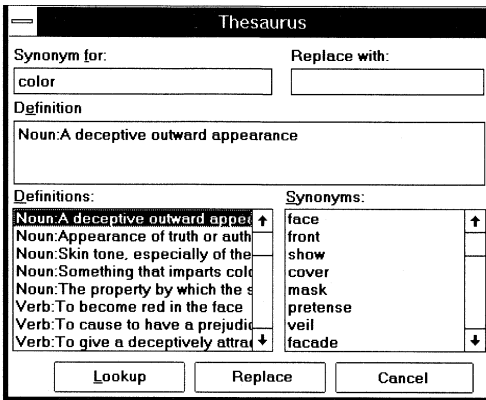 Thesaurus
Synonym for:
Replace with:
color
Definition
Noun:A deceptive outward appearance
Definitions:
Noun:A deceptive outward appea
Noun:Appearance of truth or auth
Noun:Skin tone, especially of the
Noun:Something that imparts colo
Noun:The property by which the s
Verb:To become red in the face
Verb:To cause to have a prejudic
Verb:To give a deceptively attrac
Synonyms:
face
front
show
cover
mask
pretense
veil
facade
Lookup
Replace
Cancel